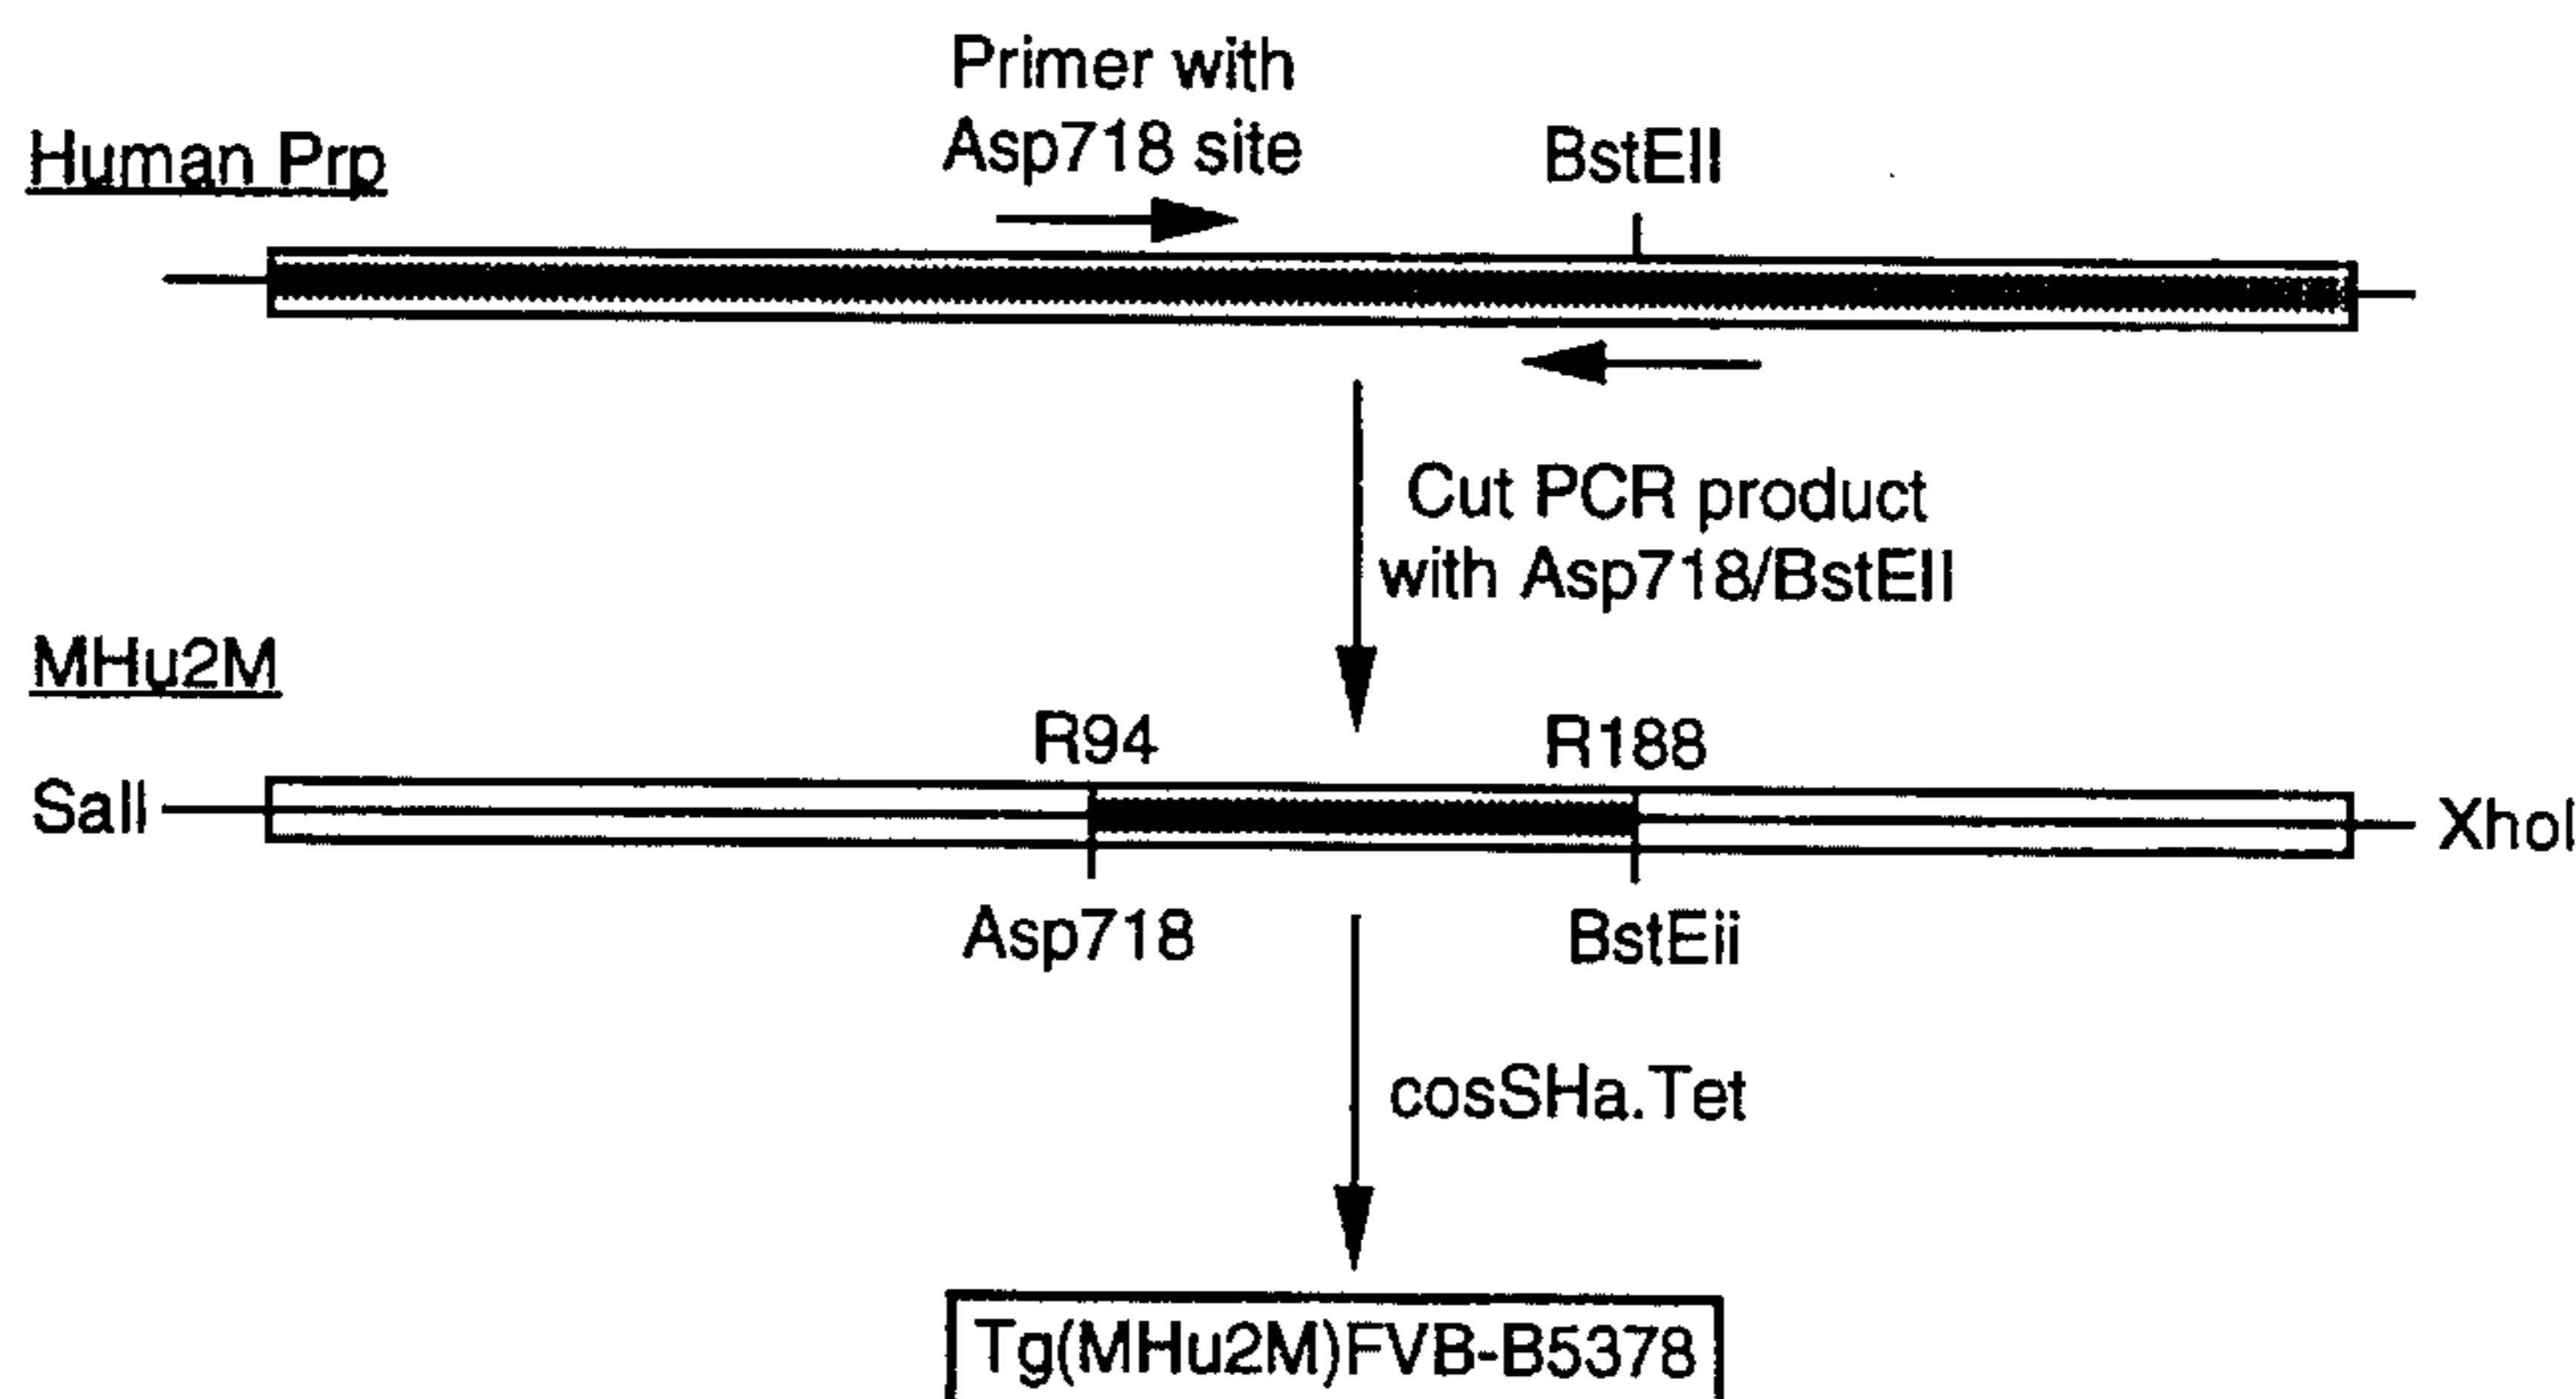 Primer with
Asp718 site
Human Prp
BstEII
Cut PCR product
with Asp718/BstEII
MHu2M
R94
R188
SalI
XhoI
Asp718
BstEii
cosSHa.Tet
Tg(MHu2M)FVB-B5378